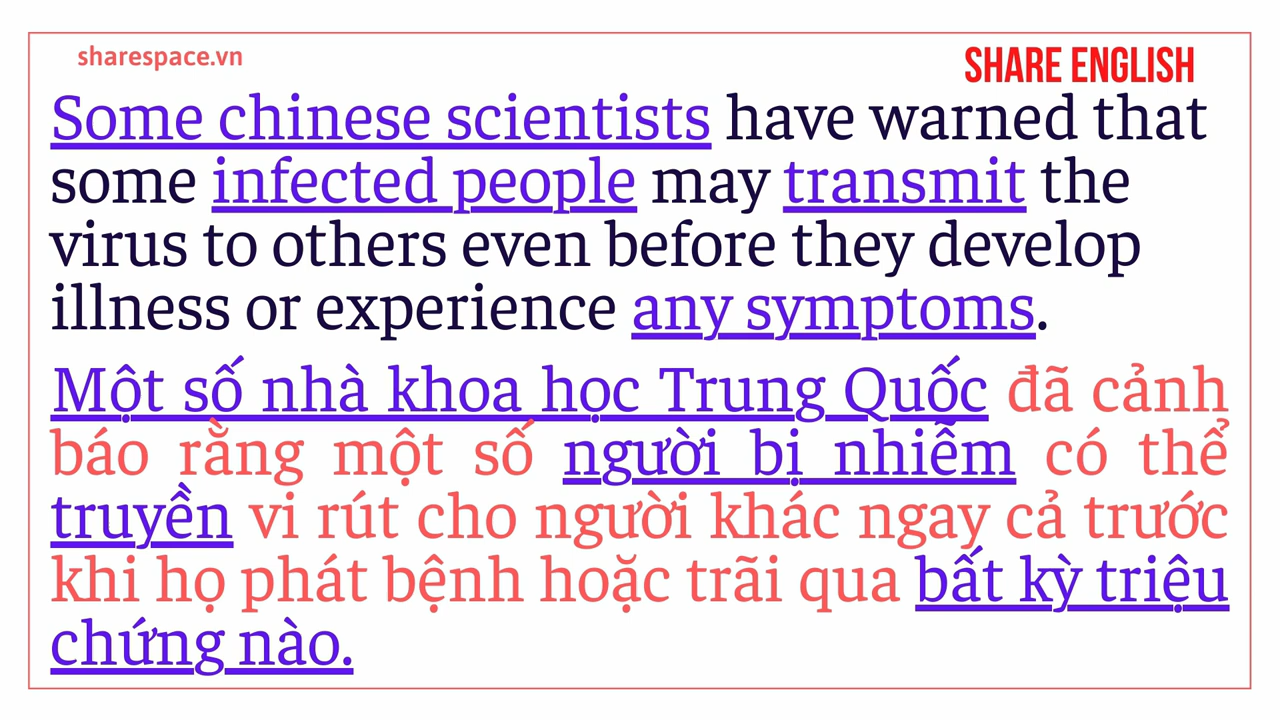 sharespace.vn
SHARE ENGLISH
Some chinese scientists have warned that
some infected people may transmit the
virus to others even before they develop
illness or experience any symptoms.
Một số nhà khoa học Trung Quốc đã cảnh
báo rằng một số người bị nhiễm có thể
truyền vi rút cho người khác ngay cả trước
khi họ phát bệnh hoặc trãi qua bất kỳ triệu
chứng nào.